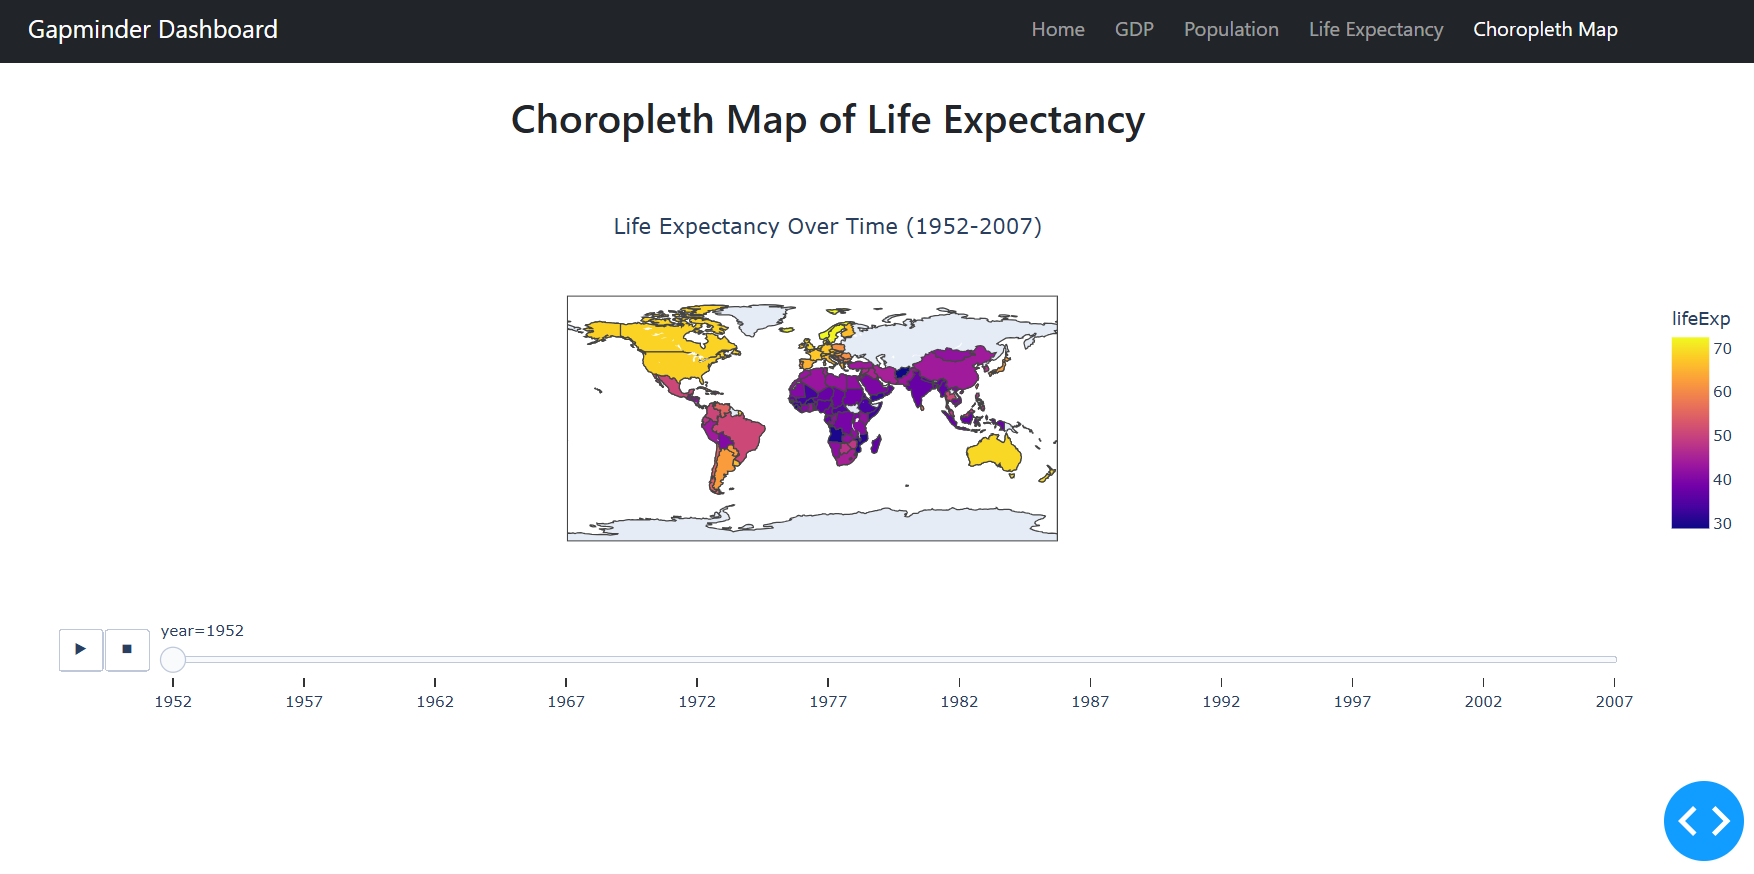 Gapminder Dashboard
Home GDP Population Life Expectancy Choropleth Map
Choropleth Map of Life Expectancy
Life Expectancy Over Time (1952-2007)
lifeExp
70
60
50
40
30
year=1952
1952 1957 1962 1967 1972 1977 1982 1987 1992 1997 2002 2007